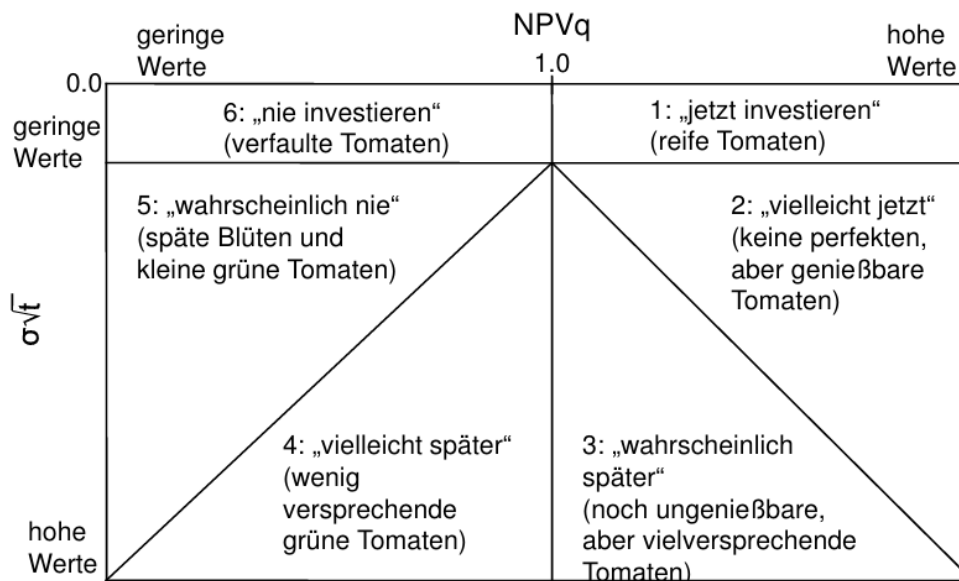 NPVq
geringe
Werte
1.0
hohe
Werte
0.0
geringe
Werte
6: „nie investieren“
(verfaulte Tomaten)
1: „jetzt investieren“
(reife Tomaten)
5: „wahrscheinlich nie“
(späte Blüten und
kleine grüne Tomaten)
2: „vielleicht jetzt“
(keine perfekten,
aber genießbare
Tomaten)
σ√t
4: „vielleicht später“
(wenig
versprechende
grüne Tomaten)
3: „wahrscheinlich
später“
(noch ungenießbare,
aber vielversprechende
Tomaten)
hohe
Werte